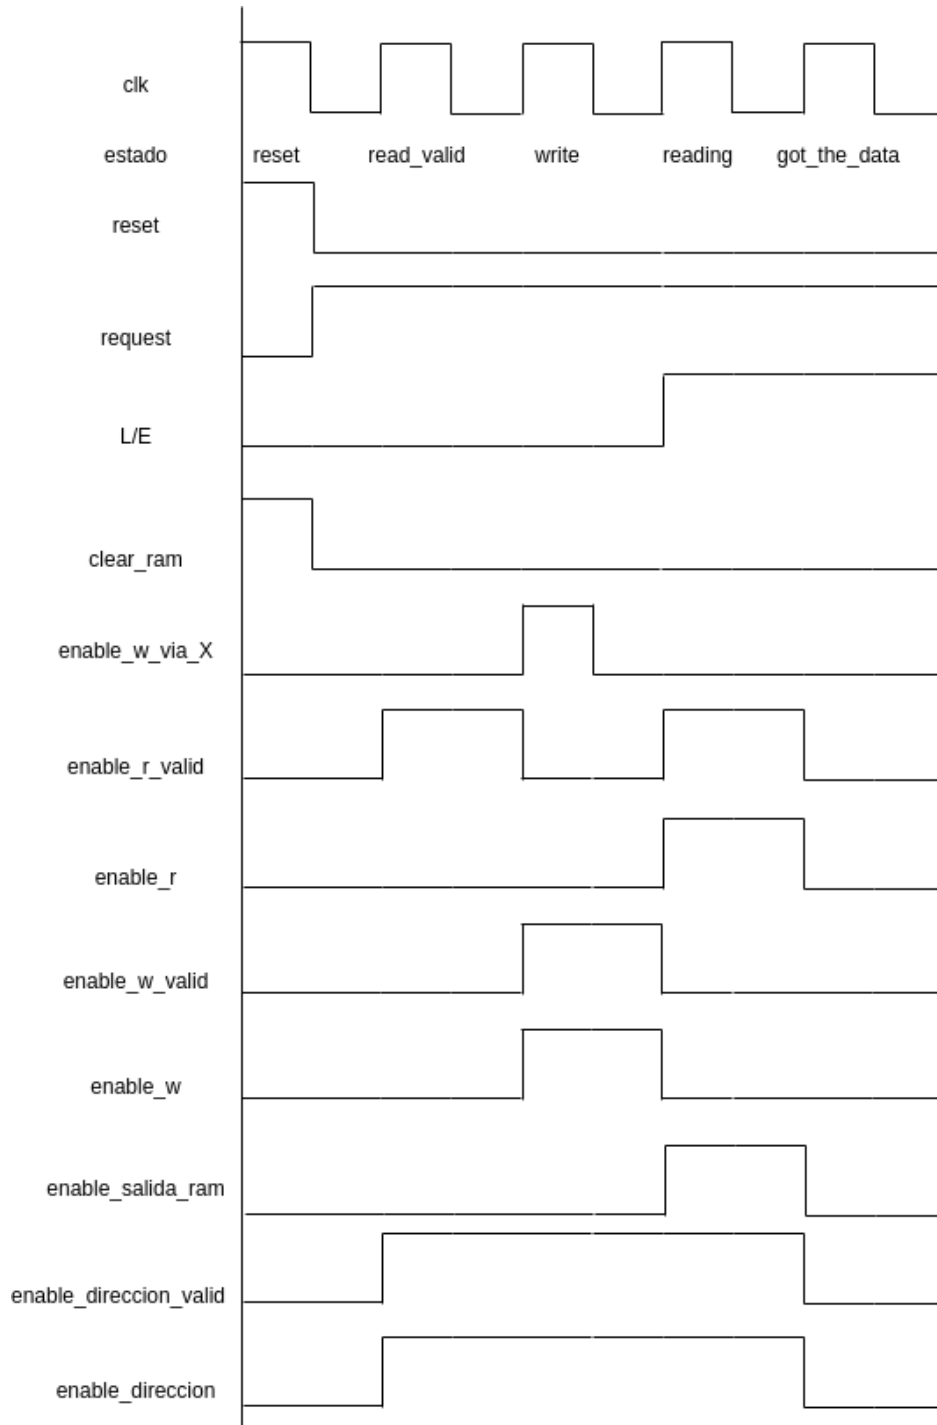 clk
estado reset read_valid write reading got_the_data
reset
request
L/E
clear_ram
enable_w_via_X
enable_r_valid
enable_r
enable_w_valid
enable_w
enable_salida_ram
enable_direccion_valid
enable_direccion